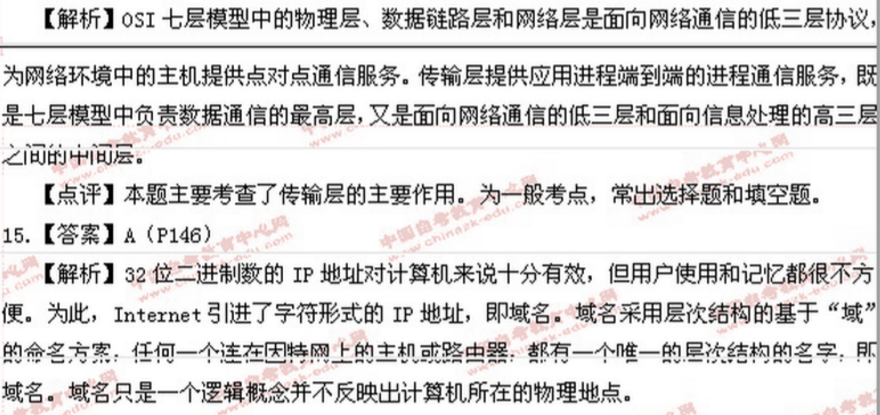 【解析】OSI 七层模型中的物理层、数据链路层和网络层是面向网络通信的低三层协议，
为网络环境中的主机提供点对点通信服务。传输层提供应用进程端到端的进程通信服务，既
是七层模型中负责数据通信的最高层，又是面向网络通信的低三层和面向信息处理的高三层
之间的中间层。
【点评】本题主要考查了传输层的主要作用。为一般考点，常出选择题和填空题。
15.【答案】A（P146）
【解析】32 位二进制数的 IP 地址对计算机来说十分有效，但用户使用和记忆都很不方
便。为此，Internet 引进了字符形式的 IP 地址，即域名。域名采用层次结构的基于“域”
的命名方案，任何一个连在因特网上的主机或路由器，都有一个唯一的层次结构的名字，即
域名。域名只是一个逻辑概念并不反映出计算机所在的物理地点。
中国自考教育中心网
www.chinazk-edu.com